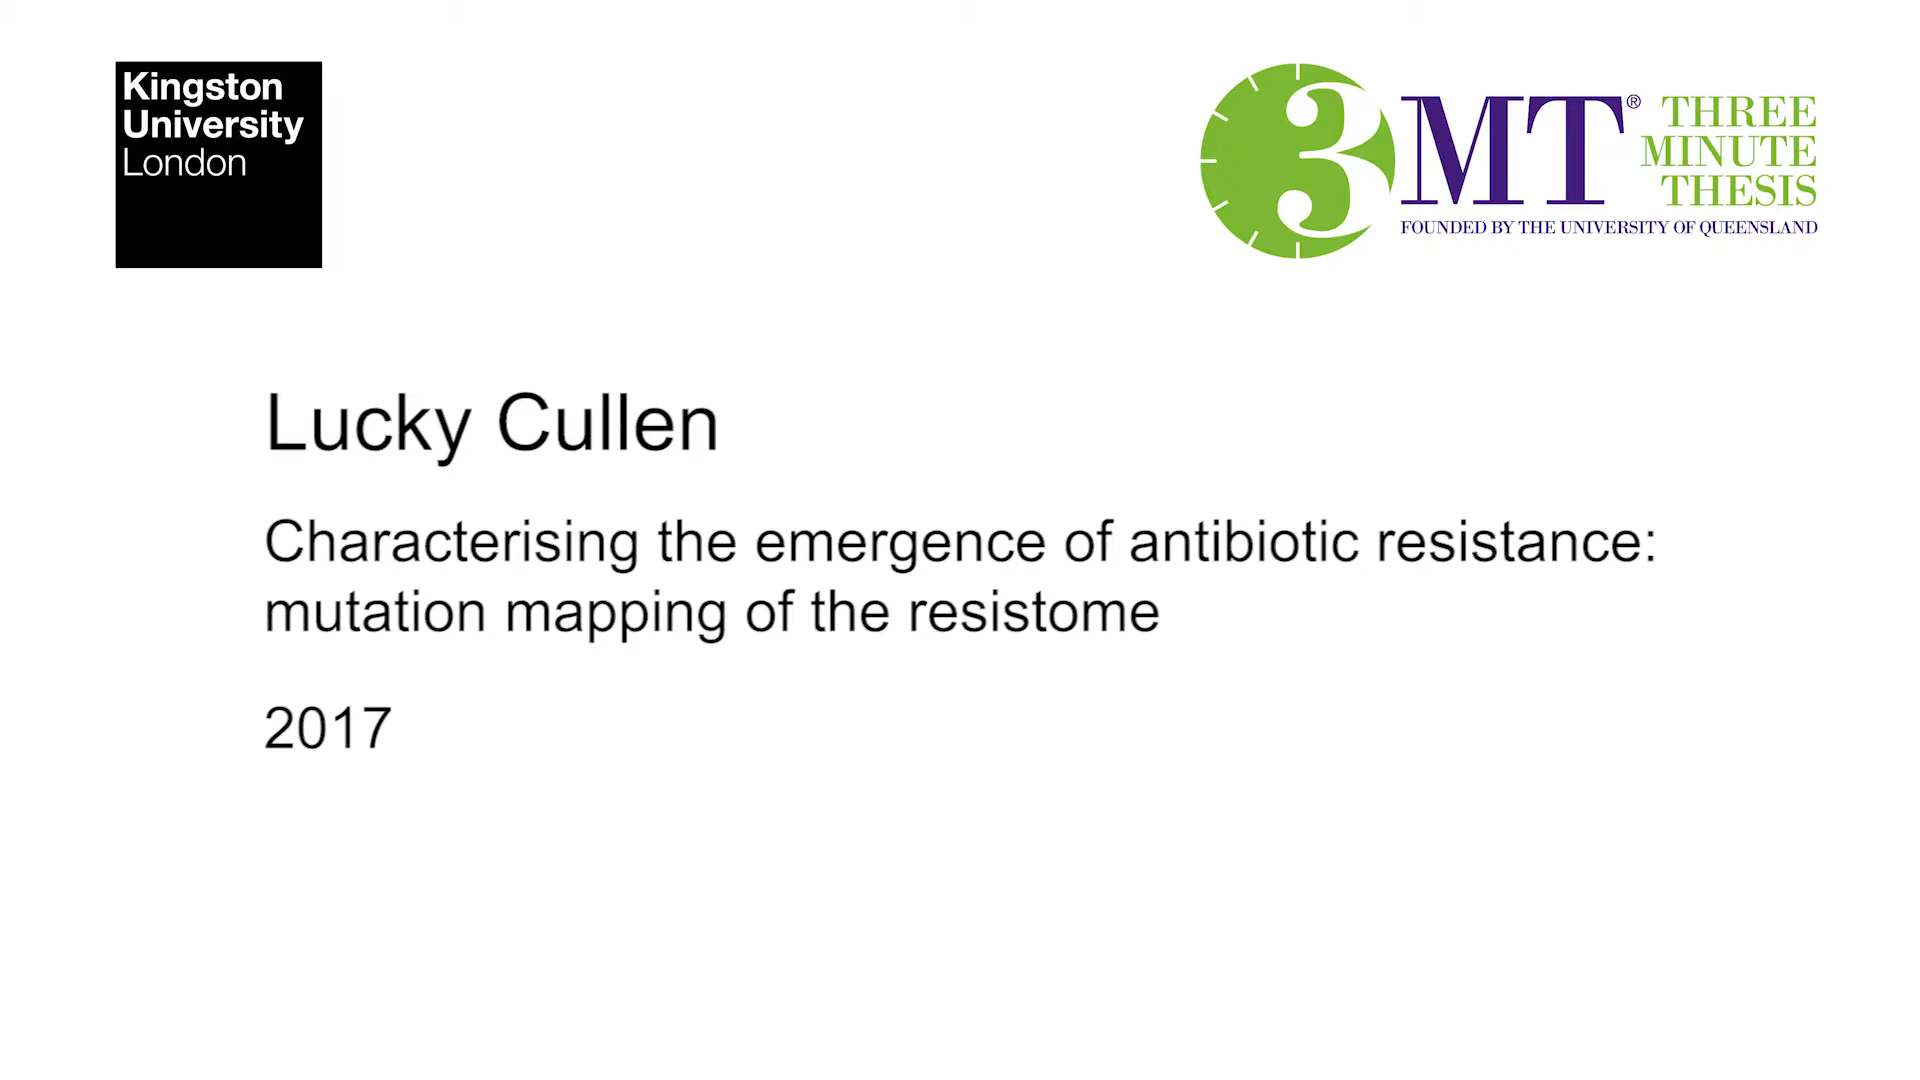 Kingston
University
London
3MT® THREE
MINUTE
THESIS
FOUNDED BY THE UNIVERSITY OF QUEENSLAND
Lucky Cullen
Characterising the emergence of antibiotic resistance:
mutation mapping of the resistome
2017